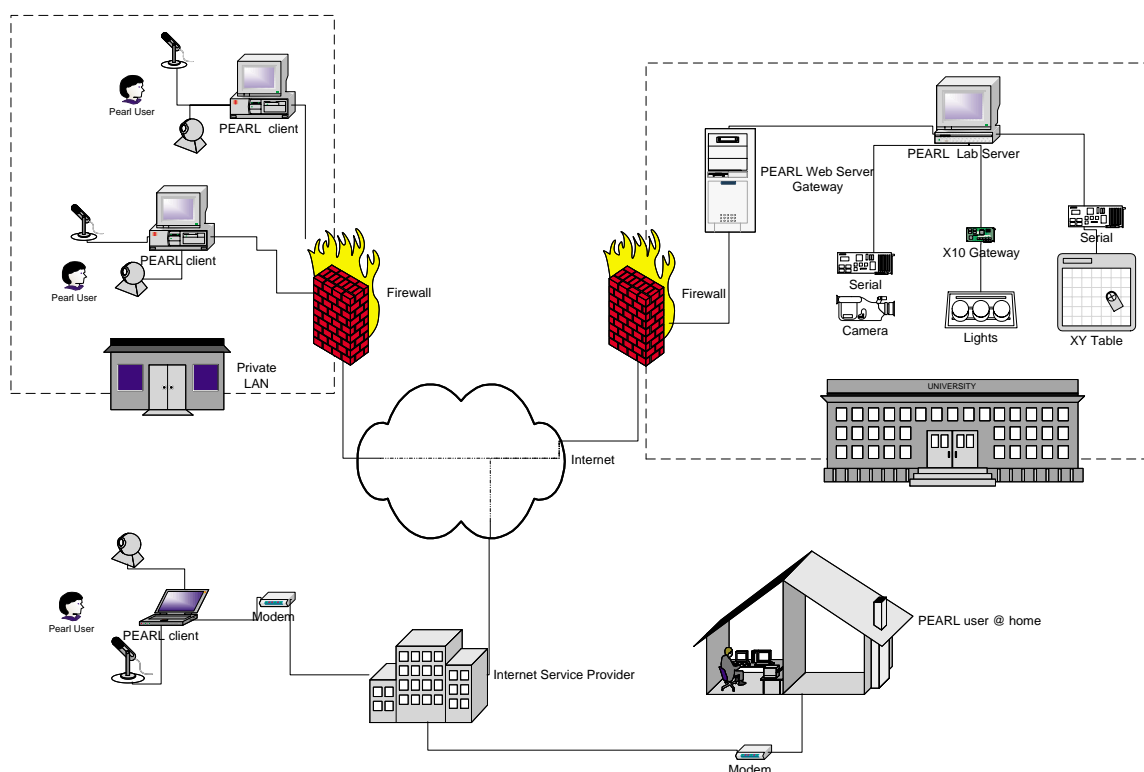 Pearl User
PEARL client
PEARL client
Pearl User
Firewall
Private
LAN
PEARL Lab Server
PEARL Web Server
Gateway
Serial
X10 Gateway
Serial
Firewall
Camera
Lights
XY Table
UNIVERSITY
Internet
Modem
Pearl User
PEARL client
PEARL user @ home
Internet Service Provider
Modem